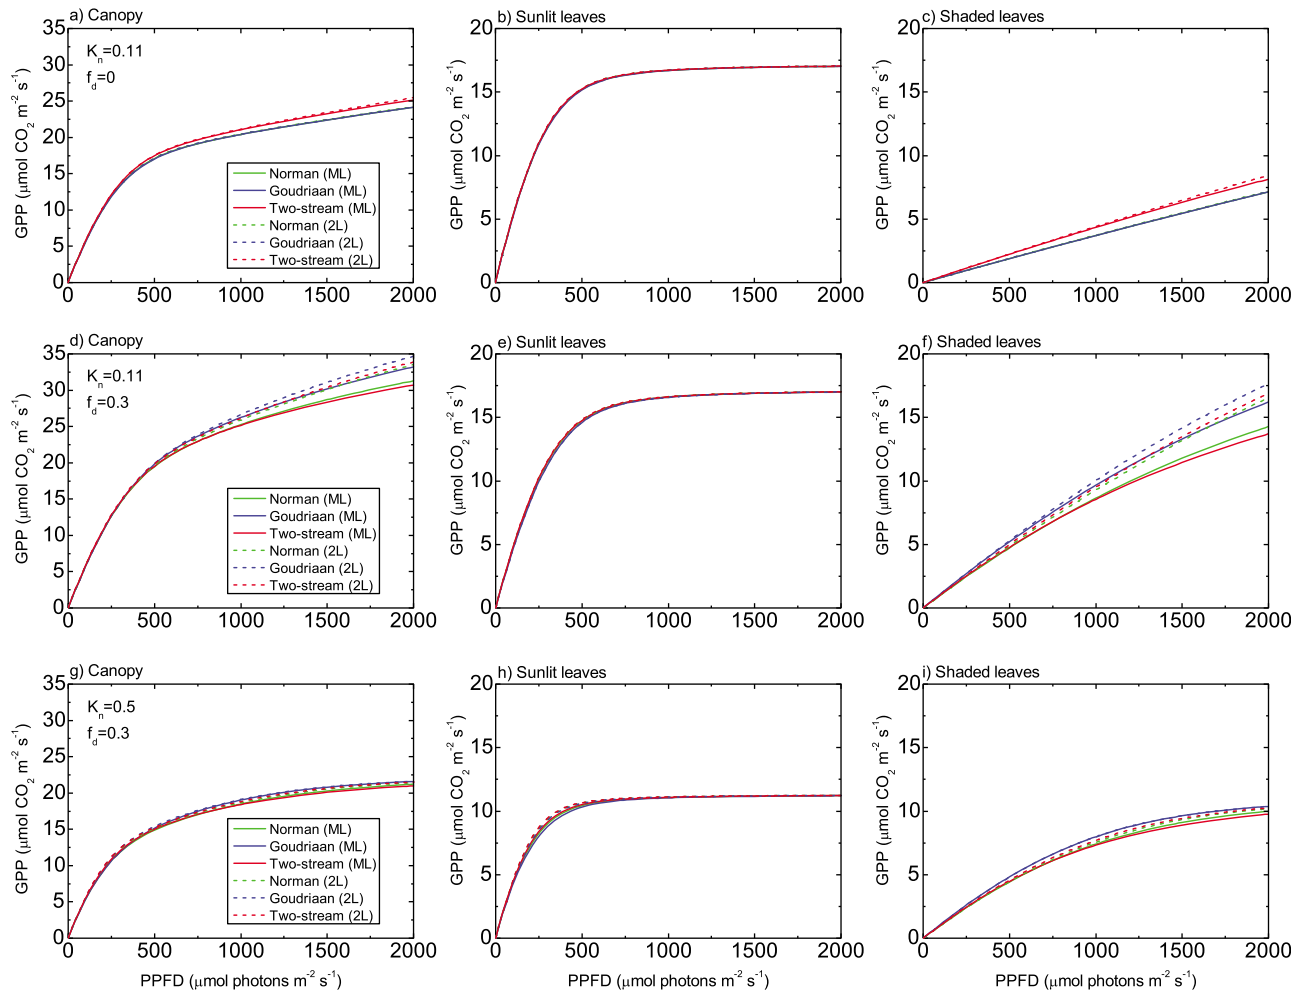 a) Canopy
b) Sunlit leaves
c) Shaded leaves
GPP (μmol CO2 m-2 s-1)
35
30
25
20
15
10
5
0
Kn=0.11
fd=0
Norman (ML)
Goudriaan (ML)
Two-stream (ML)
Norman (2L)
Goudriaan (2L)
Two-stream (2L)
0 500 1000 1500 2000
GPP (μmol CO2 m-2 s-1)
20
15
10
5
0
0 500 1000 1500 2000
GPP (μmol CO2 m-2 s-1)
20
15
10
5
0
0 500 1000 1500 2000
d) Canopy
e) Sunlit leaves
f) Shaded leaves
GPP (μmol CO2 m-2 s-1)
35
30
25
20
15
10
5
0
Kn=0.11
fd=0.3
Norman (ML)
Goudriaan (ML)
Two-stream (ML)
Norman (2L)
Goudriaan (2L)
Two-stream (2L)
0 500 1000 1500 2000
GPP (μmol CO2 m-2 s-1)
20
15
10
5
0
0 500 1000 1500 2000
GPP (μmol CO2 m-2 s-1)
20
15
10
5
0
0 500 1000 1500 2000
g) Canopy
h) Sunlit leaves
i) Shaded leaves
GPP (μmol CO2 m-2 s-1)
35
30
25
20
15
10
5
0
Kn=0.5
fd=0.3
Norman (ML)
Goudriaan (ML)
Two-stream (ML)
Norman (2L)
Goudriaan (2L)
Two-stream (2L)
0 500 1000 1500 2000
PPFD (μmol photons m-2 s-1)
GPP (μmol CO2 m-2 s-1)
20
15
10
5
0
0 500 1000 1500 2000
PPFD (μmol photons m-2 s-1)
GPP (μmol CO2 m-2 s-1)
20
15
10
5
0
0 500 1000 1500 2000
PPFD (μmol photons m-2 s-1)